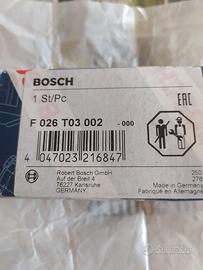 BOSCH
1 St/Pc
F 026 T03 002 -000
EAC
4 047023 216847
Robert Bosch GmbH
Auf der Breit 4
76227 Karlsruhe
GERMANY
Made in Germany
Fabriqué en Allemagne